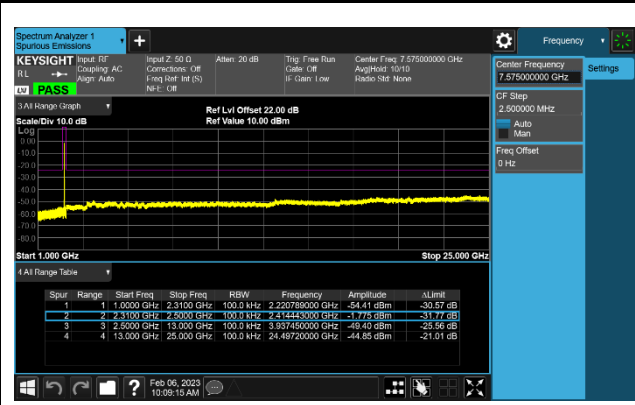 Spectrum Analyzer 1
Spurious Emissions
+
Frequency
KEYSIGHT
RL
Input: RF
Coupling: AC
Align: Auto
Input Z: 50 Ω
Corrections: Off
Freq Ref: Int (S)
NFE: Off
Atten: 20 dB
Trig: Free Run
Gate: Off
IF Gain: Low
Center Freq: 7.575000000 GHz
Avg|Hold: 10/10
Radio Std: None
PASS
Center Frequency
7.575000000 GHz
Settings
CF Step
2.500000 MHz
Auto
Man
Freq Offset
0 Hz
3 All Range Graph
Scale/Div 10.0 dB
Ref Lvl Offset 22.00 dB
Ref Value 10.00 dBm
Log
0.00
-10.0
-20.0
-30.0
-40.0
-50.0
-60.0
-70.0
-80.0
Start 1.000 GHz
Stop 25.000 GHz
4 All Range Table
Spur Range Start Freq Stop Freq RBW Frequency Amplitude ΔLimit
1 1 1.0000 GHz 2.3100 GHz 100.0 kHz 2.220789000 GHz -54.41 dBm -30.57 dB
2 2 2.3100 GHz 2.5000 GHz 100.0 kHz 2.414443000 GHz -1.775 dBm -31.77 dB
3 3 2.5000 GHz 13.000 GHz 100.0 kHz 3.937450000 GHz -49.40 dBm -25.56 dB
4 4 13.000 GHz 25.000 GHz 100.0 kHz 24.49720000 GHz -44.85 dBm -21.01 dB
?
Feb 06, 2023
10:09:15 AM